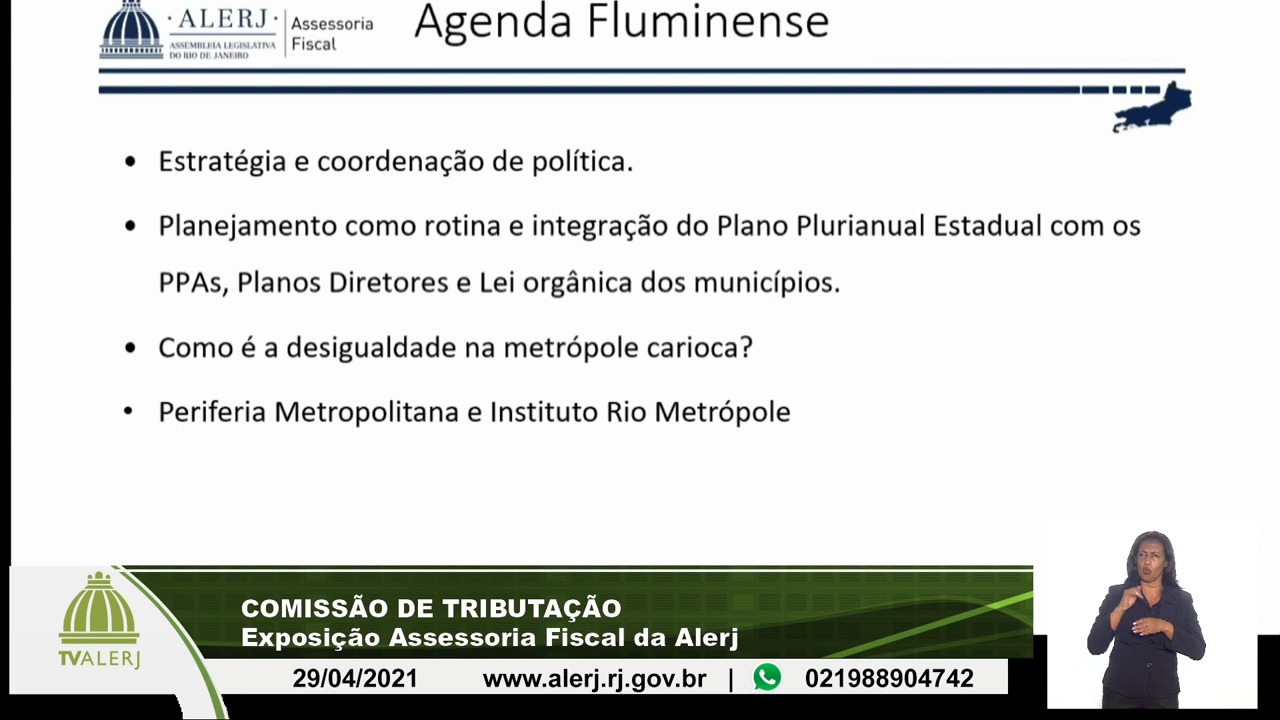 · ALERJ ·
ASSEMBLEIA LEGISLATIVA
DO RIO DE JANEIRO
Assessoria
Fiscal
Agenda Fluminense
• Estratégia e coordenação de política.
• Planejamento como rotina e integração do Plano Plurianual Estadual com os
PPAs, Planos Diretores e Lei orgânica dos municípios.
• Como é a desigualdade na metrópole carioca?
• Periferia Metropolitana e Instituto Rio Metrópole
COMISSÃO DE TRIBUTAÇÃO
Exposição Assessoria Fiscal da Alerj
TVALERJ
29/04/2021 www.alerj.rj.gov.br | 021988904742